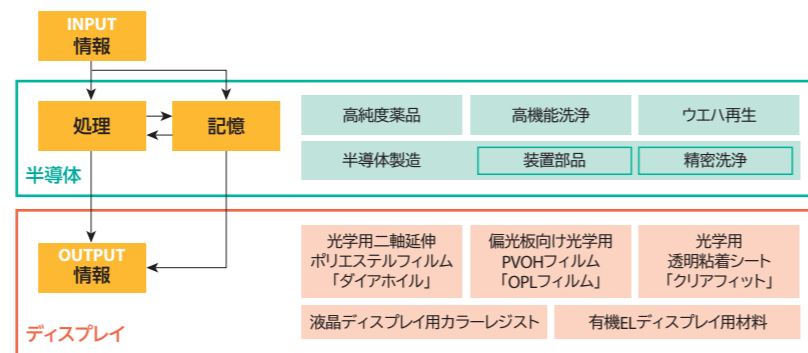 INPUT
情報
処理
記憶
高純度薬品
高機能洗浄
ウエハ再生
半導体製造
装置部品
精密洗浄
半導体
OUTPUT
情報
光学用二軸延伸
ポリエステルフィルム
「ダイアホイル」
偏光板向け光学用
PVOHフィルム
「OPLフィルム」
光学用
透明粘着シート
「クリアフィット」
液晶ディスプレイ用カラーレジスト
有機ELディスプレイ用材料
ディスプレイ